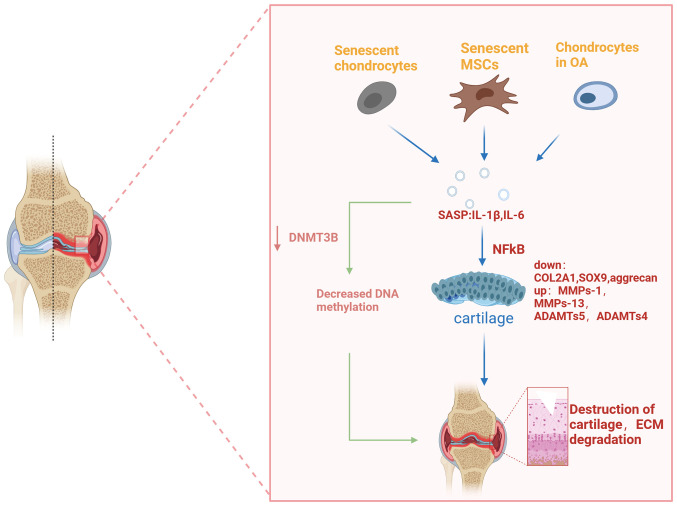 Senescent
chondrocytes
Senescent
MSCs
Chondrocytes
in OA
SASP:IL-1β,IL-6
DNMT3B
NFkB
Decreased DNA
methylation
down：
COL2A1,SOX9,aggrecan
up：MMPs-1，
MMPs-13,
ADAMTs5，ADAMTs4
cartilage
Destruction of
cartilage，ECM
degradation